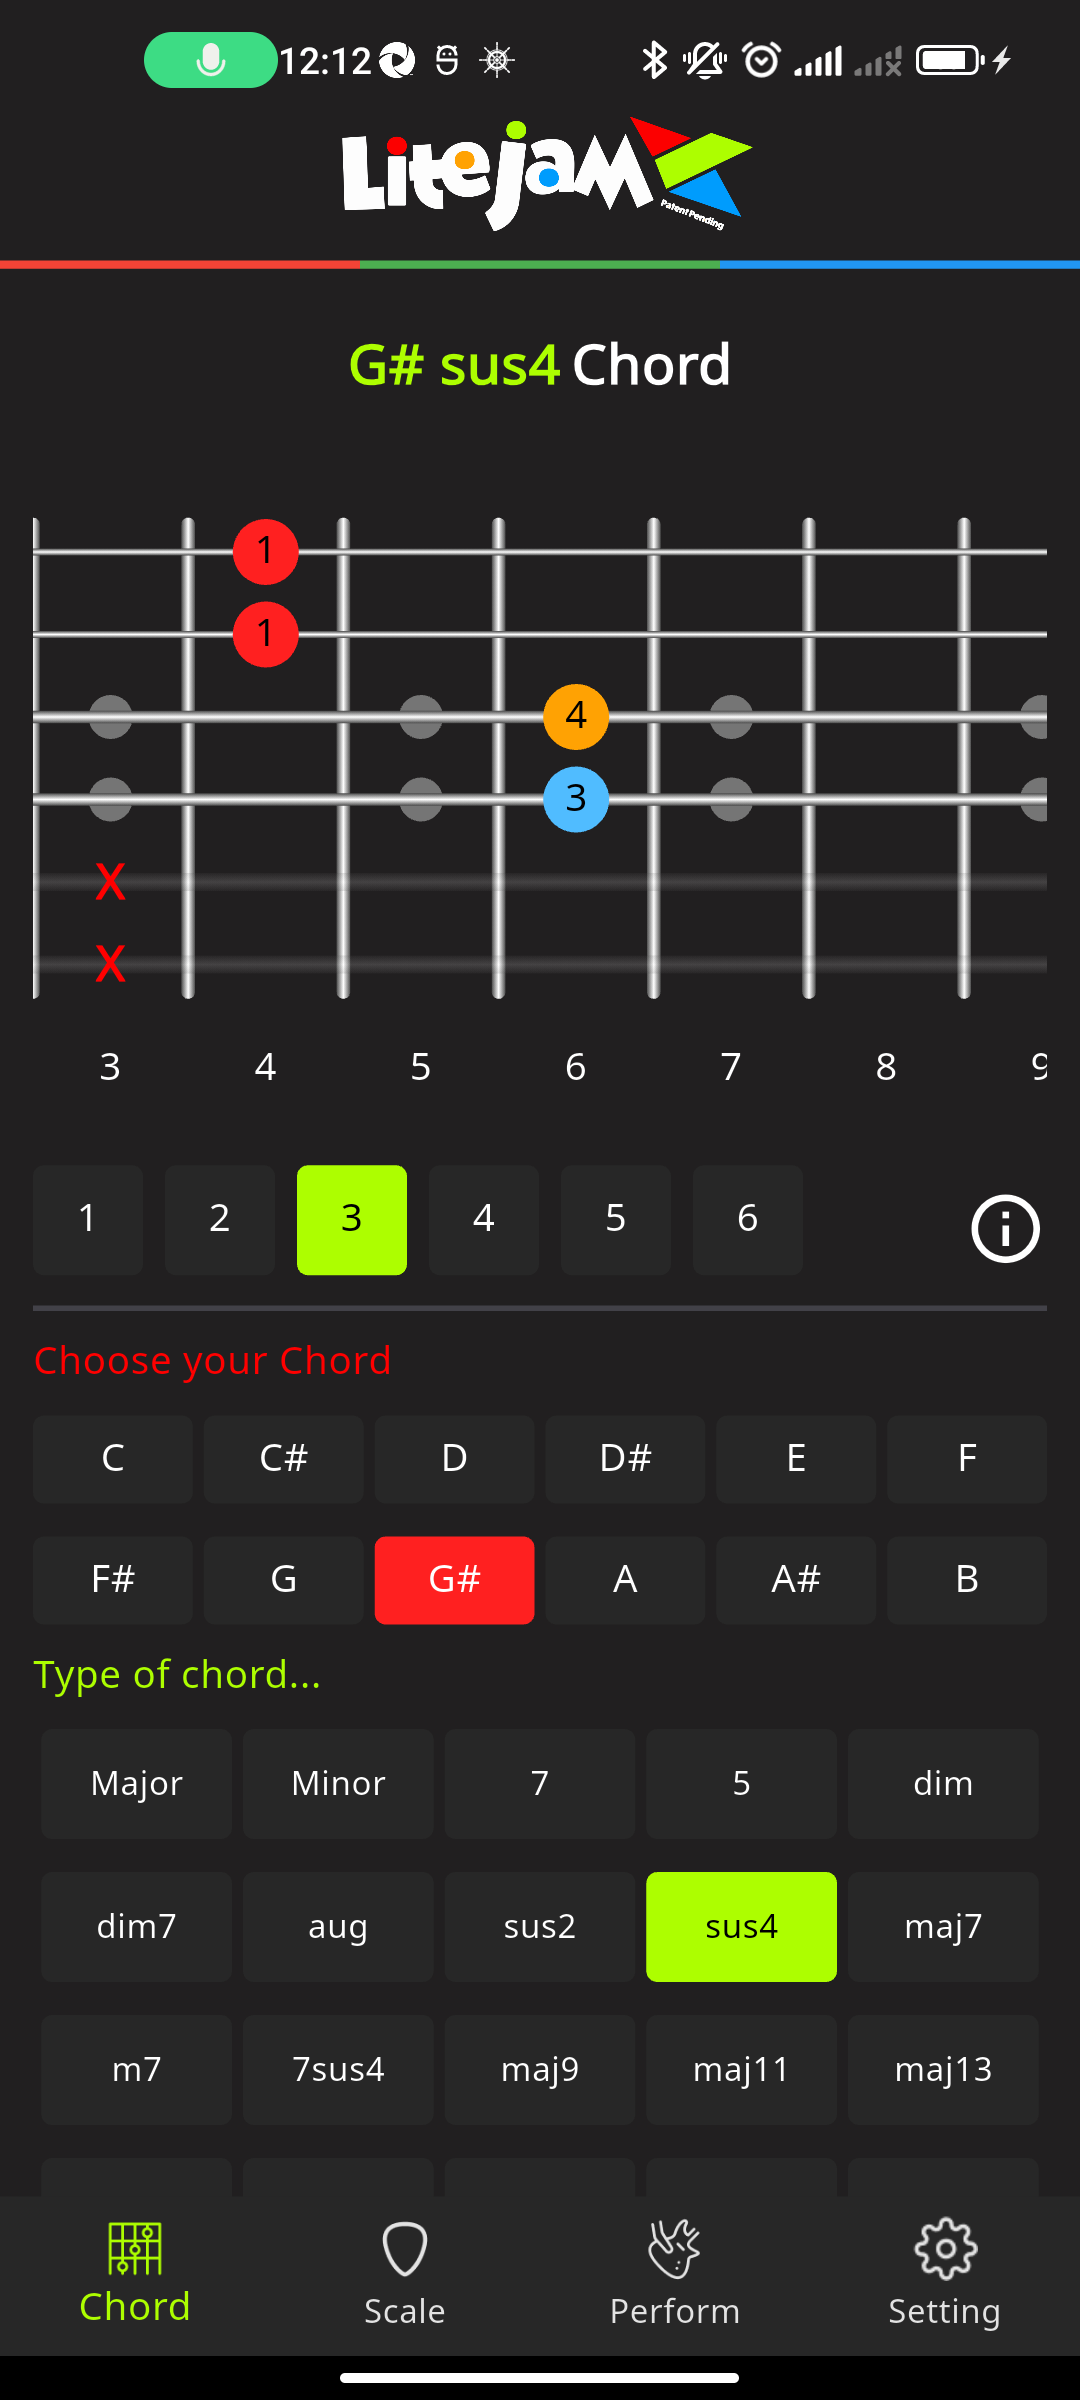 12:12
LiteJam
Patent Pending
G# sus4 Chord
1
1
4
3
X
X
3 4 5 6 7 8 9
1 2 3 4 5 6
Choose your Chord
C C# D D# E F
F# G G# A A# B
Type of chord...
Major Minor 7 5 dim
dim7 aug sus2 sus4 maj7
m7 7sus4 maj9 maj11 maj13
Chord Scale Perform Setting